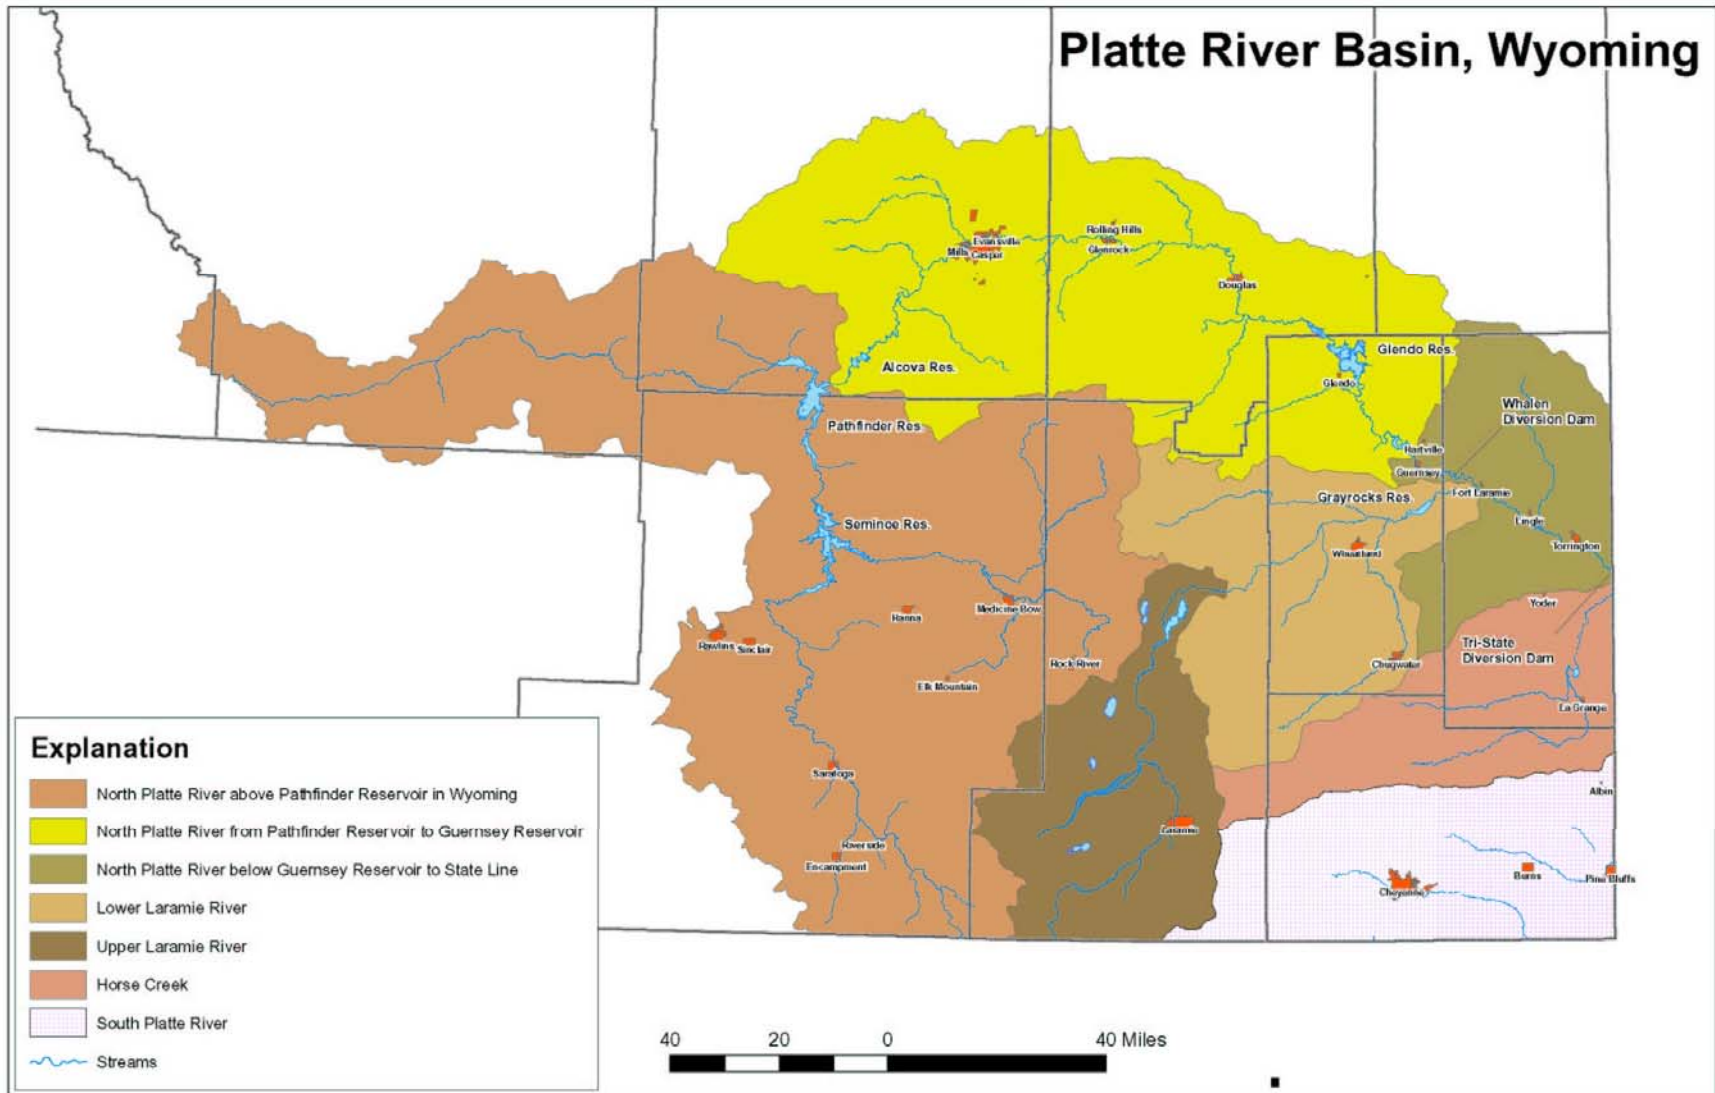 Platte River Basin, Wyoming
Evansville
Mills
Casper
Rolling Hills
Glenrock
Douglas
Alcova Res.
Glendo Res.
Glendo
Whalen
Diversion Dam
Pathfinder Res.
Hartville
Guernsey
Fort Laramie
Grayrocks Res.
Seminoe Res.
Lingle
Torrington
Wheatland
Medicine Bow
Hanna
Yoder
Rawlins
Sinclair
Rock River
Tri-State
Diversion Dam
Chugwater
Elk Mountain
La Grange
Saratoga
Albin
Laramie
Riverside
Encampment
Cheyenne
Burns
Pine Bluffs
Explanation
North Platte River above Pathfinder Reservoir in Wyoming
North Platte River from Pathfinder Reservoir to Guernsey Reservoir
North Platte River below Guernsey Reservoir to State Line
Lower Laramie River
Upper Laramie River
Horse Creek
South Platte River
Streams
40 20 0 40 Miles